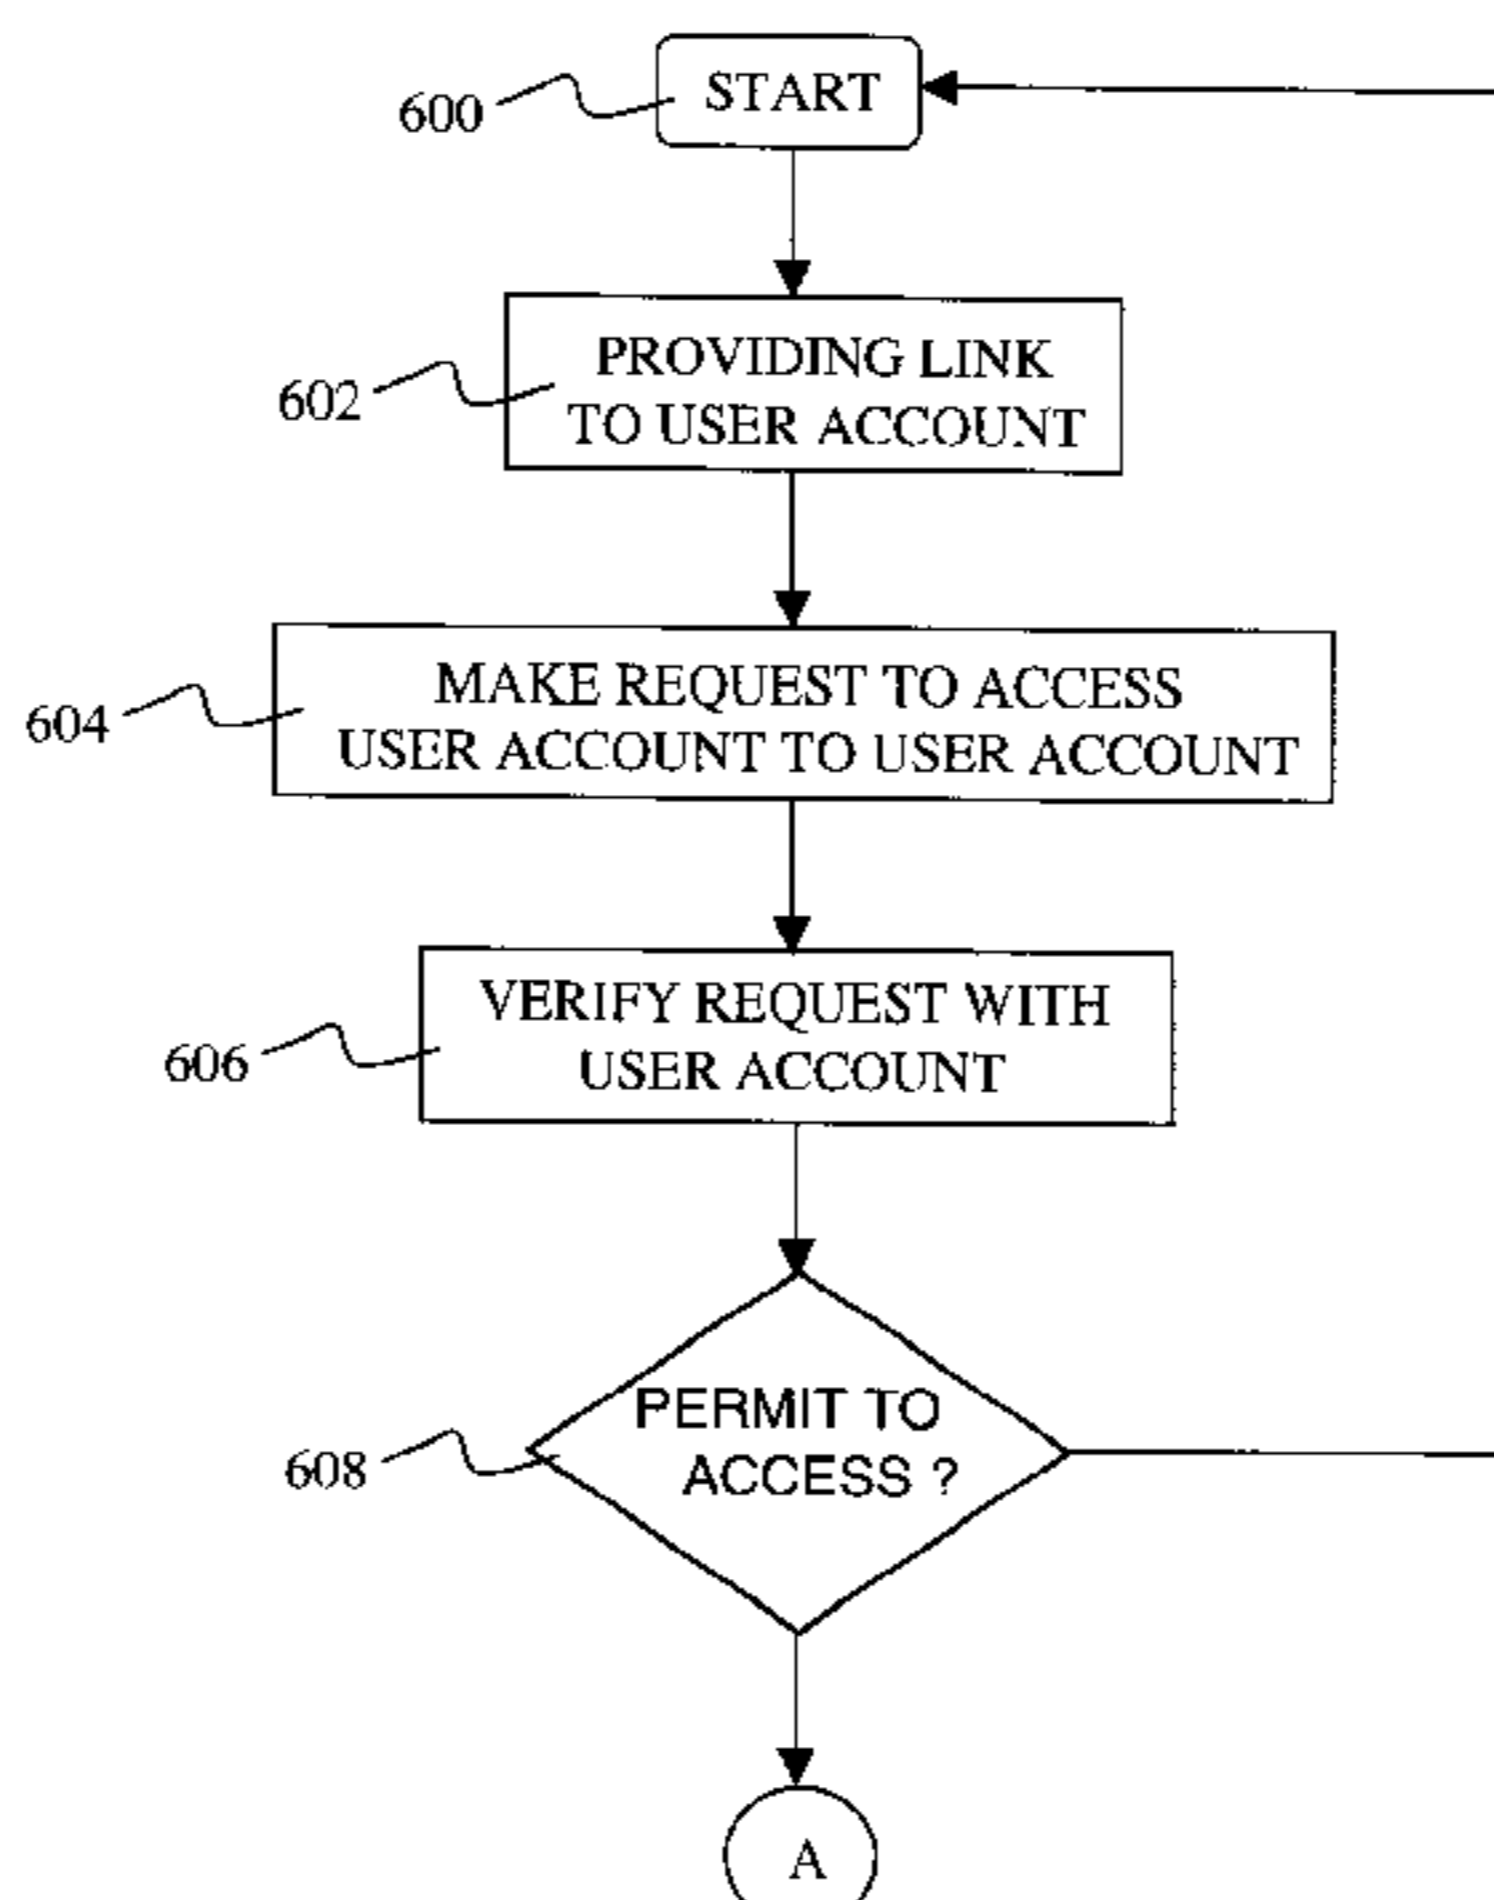 START
600
PROVIDING LINK
TO USER ACCOUNT
602
MAKE REQUEST TO ACCESS
USER ACCOUNT TO USER ACCOUNT
604
VERIFY REQUEST WITH
USER ACCOUNT
606
PERMIT TO
ACCESS ?
608
A